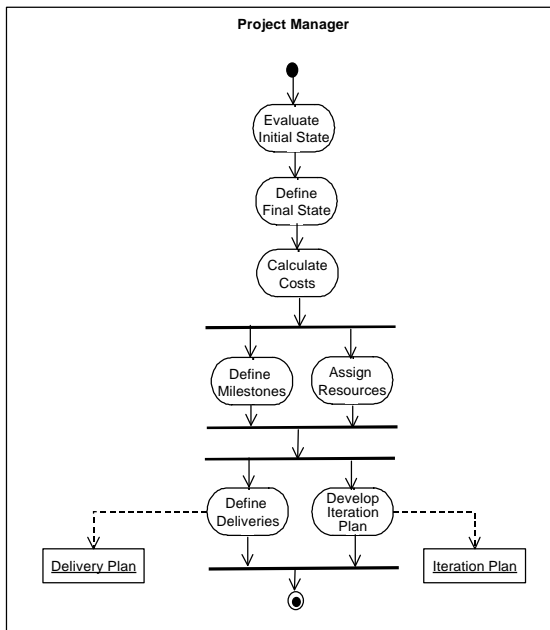 Project Manager
Evaluate
Initial State
Define
Final State
Calculate
Costs
Define
Milestones
Assign
Resources
Define
Deliveries
Develop
Iteration
Plan
Delivery Plan
Iteration Plan